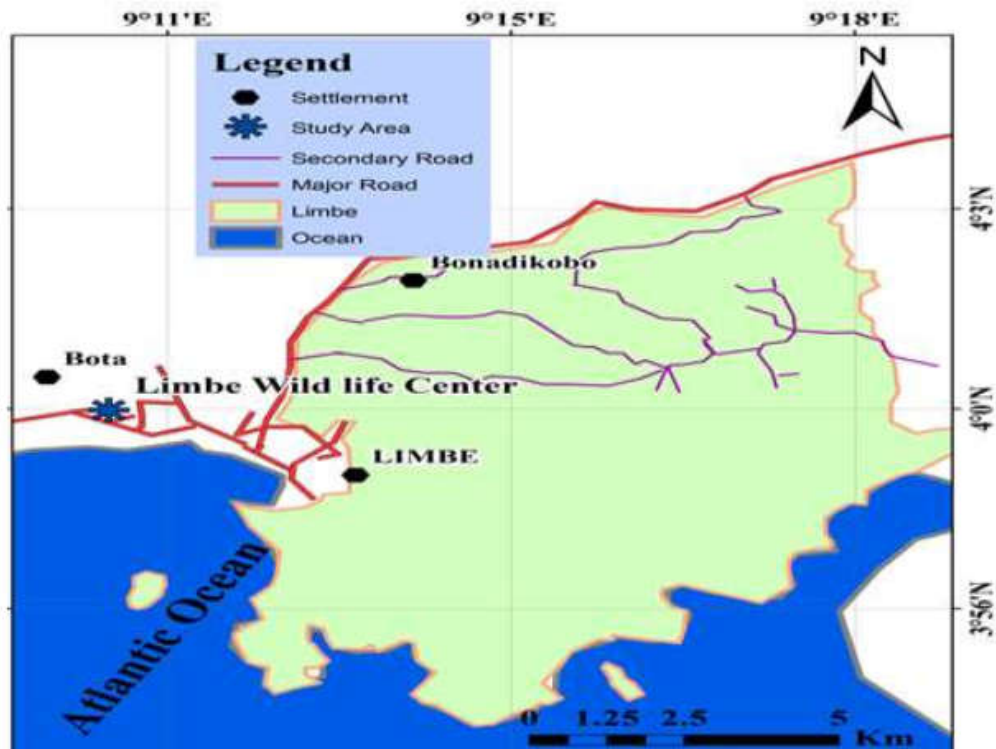 9°11'E 9°15'E 9°18'E
Legend
Settlement
Study Area
Secondary Road
Major Road
Limbe
Ocean
N
4°3'N
Bonadikobo
Bota
Limbe Wild life Center
4°0'N
LIMBE
Atlantic Ocean
3°56'N
0 1.25 2.5 5
Km